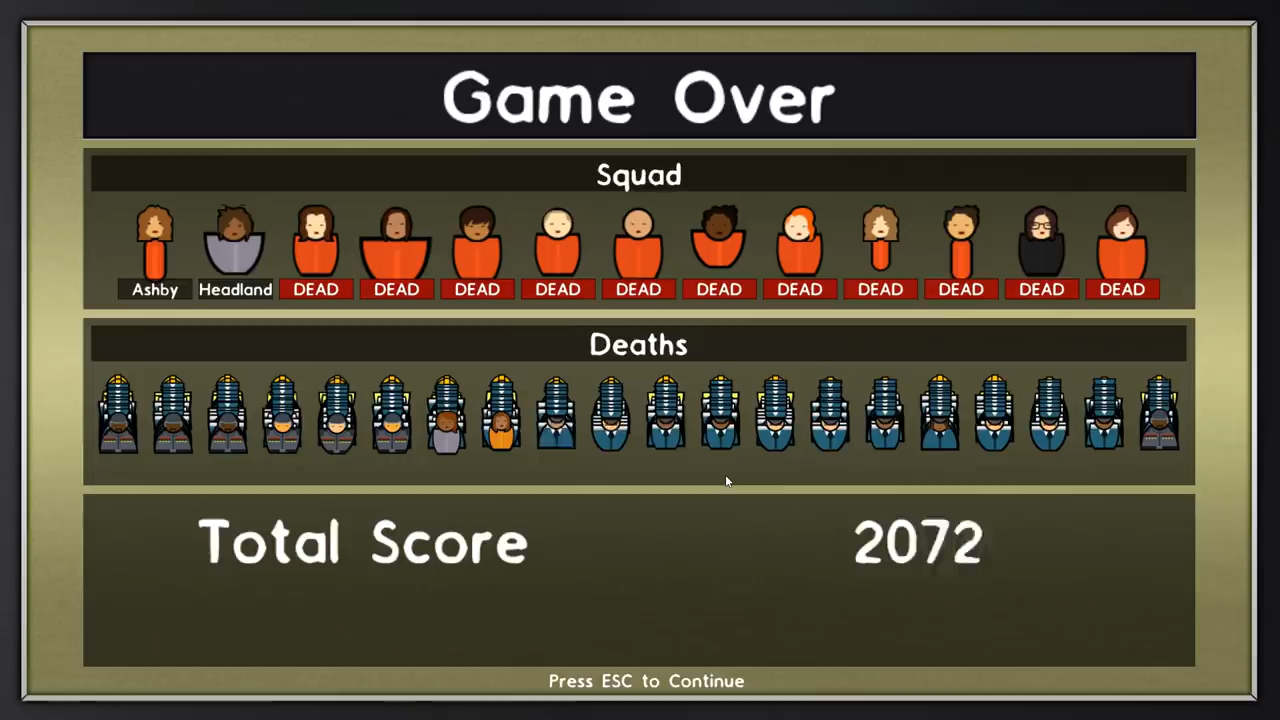 Game Over
Squad
Ashby Headland DEAD DEAD DEAD DEAD DEAD DEAD DEAD DEAD DEAD DEAD DEAD
Deaths
Total Score 2072
Press ESC to Continue